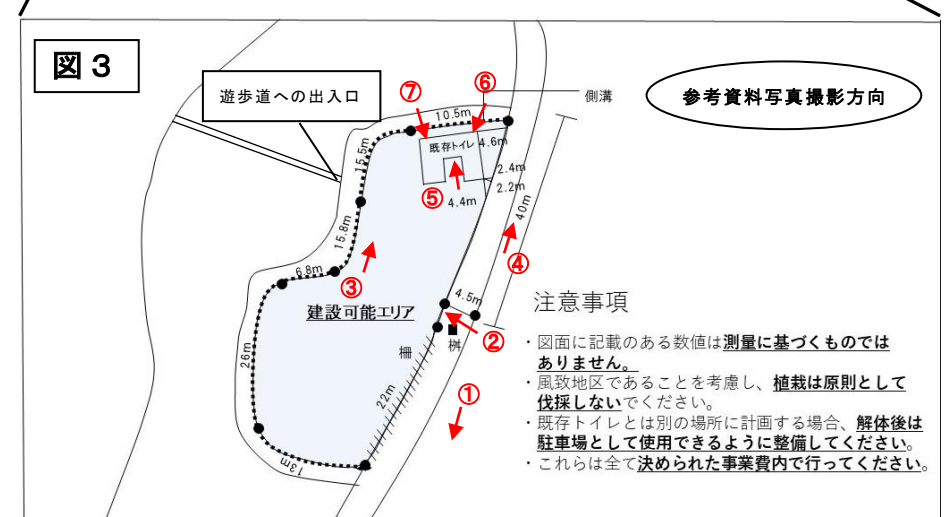 図３
遊歩道への出入口
⑦
⑥
側溝
参考資料写真撮影方向
10.5m
既存トイレ
4.6m
15.5m
2.4m
2.2m
⑤
4.4m
40m
15.8m
④
6.8m
③
4.5m
建設可能エリア
②
桝
柵
26m
22m
①
13m
注意事項
・図面に記載のある数値は測量に基づくものでは
ありません。
・風致地区であることを考慮し、植栽は原則として
伐採しないでください。
・既存トイレとは別の場所に計画する場合、解体後は
駐車場として使用できるように整備してください。
・これらは全て決められた事業費内で行ってください。